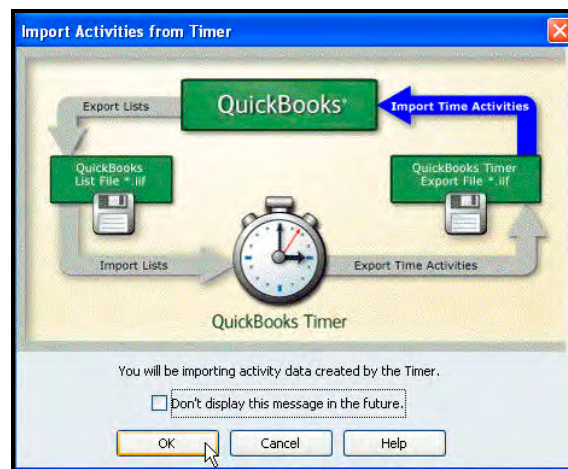 Import Activities from Timer
Export Lists
QuickBooks®
Import Time Activities
QuickBooks
List File *.iif
QuickBooks Timer
Export File *.iif
Import Lists
Export Time Activities
QuickBooks Timer
You will be importing activity data created by the Timer.
Don't display this message in the future.
OK
Cancel
Help